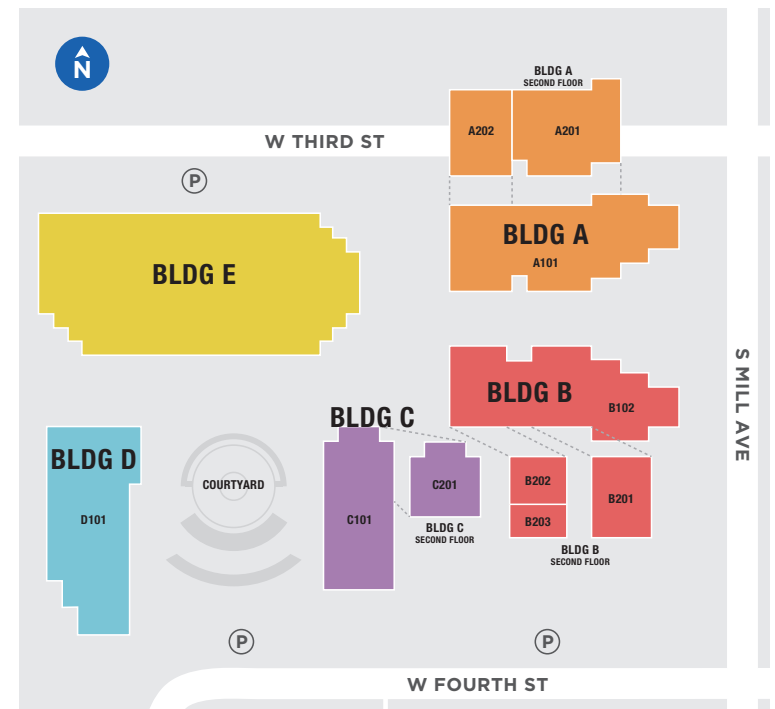 N
BLDG A
SECOND FLOOR
A202
A201
W THIRD ST
P
BLDG A
A101
BLDG E
S MILL AVE
BLDG B
B102
BLDG C
BLDG D
D101
COURTYARD
C101
C201
BLDG C
SECOND FLOOR
B202
B203
B201
BLDG B
SECOND FLOOR
P
P
W FOURTH ST